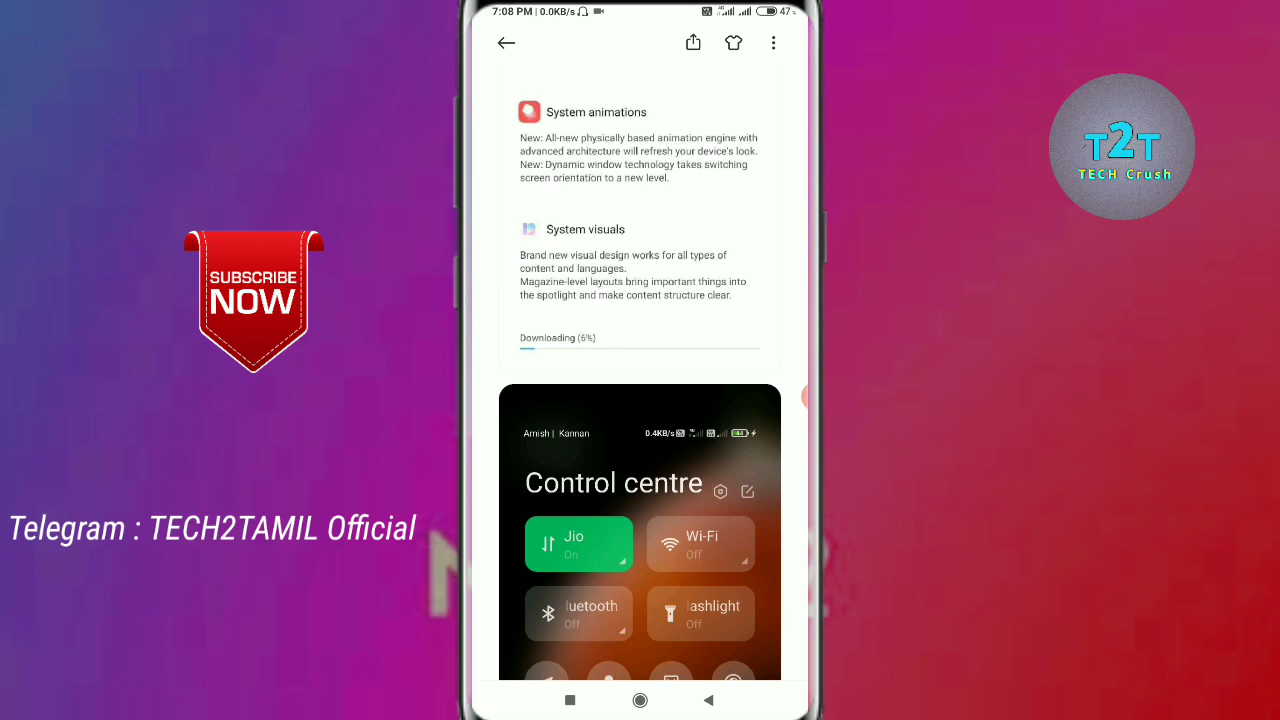 7:08 PM | 0.0KB/s
47
System animations
New: All-new physically based animation engine with
advanced architecture will refresh your device's look.
New: Dynamic window technology takes switching
screen orientation to a new level.
System visuals
Brand new visual design works for all types of
content and languages.
Magazine-level layouts bring important things into
the spotlight and make content structure clear.
Downloading (6%)
Amish | Kannan
0.4KB/s
Control centre
Jio
On
Wi-Fi
Off
luetooth
Off
lashlight
Off
SUBSCRIBE
NOW
Telegram : TECH2TAMIL Official
T2T
TECH Crush